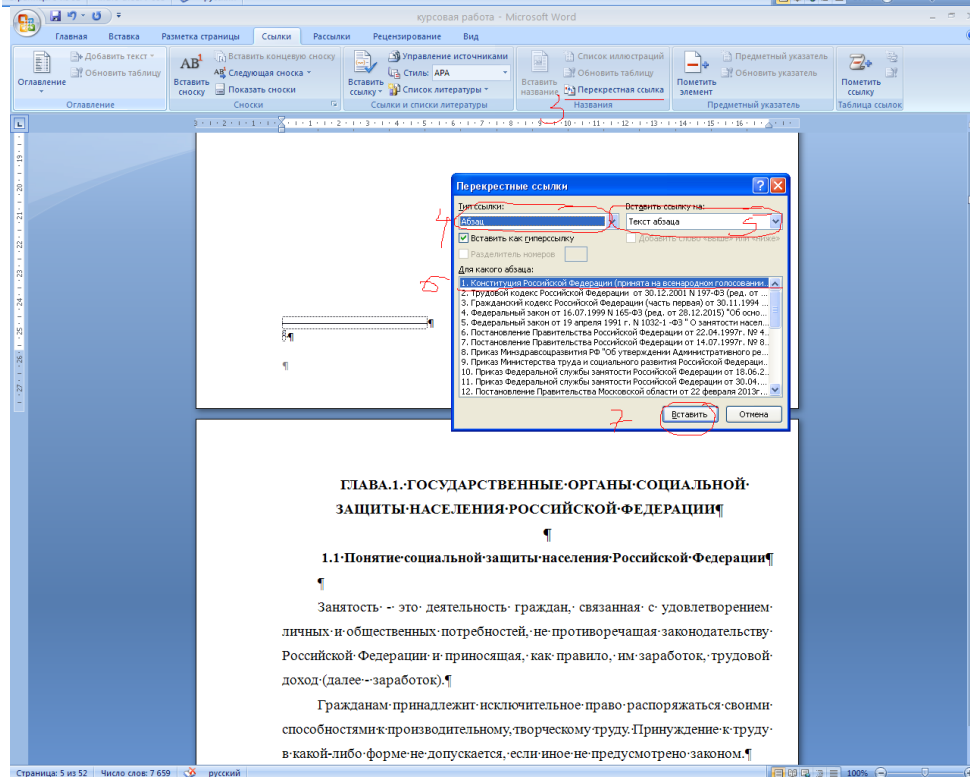 курсовая работа - Microsoft Word
Главная Вставка Разметка страницы Ссылки Рассылки Рецензирование Вид
Оглавление
Добавить текст
Обновить таблицу
Оглавление
AB¹
Вставить сноску
Вставить концевую сноску
Следующая сноска
Показать сноски
Сноски
Вставить ссылку
Управление источниками
Стиль: APA
Список литературы
Ссылки и списки литературы
Вставить название
Список иллюстраций
Обновить таблицу
Перекрестная ссылка
Названия
Пометить элемент
Предметный указатель
Обновить указатель
Предметный указатель
Пометить ссылку
Таблица ссылок
3
Перекрестные ссылки
Тип ссылки:
Вставить ссылку на:
4
Абзац
Текст абзаца
5
Вставить как гиперссылку
Добавить слово «выше» или «ниже»
Разделитель номеров
Для какого абзаца:
6
1. Конституция Российской Федерации (принята на всенародном голосовании...
2. Трудовой кодекс Российской Федерации от 30.12.2001 N 197-ФЗ (ред. от ...
3. Гражданский кодекс Российской Федерации (часть первая) от 30.11.1994 ...
4. Федеральный закон от 16.07.1999 N 165-ФЗ (ред. от 28.12.2015) "Об осно...
5. Федеральный закон от 19 апреля 1991 г. N 1032-1 -ФЗ " О занятости насел...
6. Постановление Правительства Российской Федерации от 22.04.1997г. № 4...
7. Постановление Правительства Российской Федерации от 14.07.1997г. № 8...
8. Приказ Минздравсоцразвития РФ "Об утверждении Административного ре...
9. Приказ Министерства труда и социального развития Российской Федераци...
10. Приказ Федеральной службы занятости Российской Федерации от 18.06.2...
11. Приказ Федеральной службы занятости Российской Федерации от 30.04....
12. Постановление Правительства Московской области от 22 февраля 2013г...
7
Вставить Отмена
ГЛАВА.1. ГОСУДАРСТВЕННЫЕ ОРГАНЫ СОЦИАЛЬНОЙ
ЗАЩИТЫ НАСЕЛЕНИЯ РОССИЙСКОЙ ФЕДЕРАЦИИ¶
¶
1.1 Понятие социальной защиты населения Российской Федерации¶
¶
Занятость - это деятельность граждан, связанная с удовлетворением
личных и общественных потребностей, не противоречащая законодательству
Российской Федерации и приносящая, как правило, им заработок, трудовой
доход (далее - заработок).¶
Гражданам принадлежит исключительное право распоряжаться своими
способностями к производительному, творческому труду. Принуждение к труду
в какой-либо форме не допускается, если иное не предусмотрено законом.¶
Страница: 5 из 52 Число слов: 7 659 русский 100%